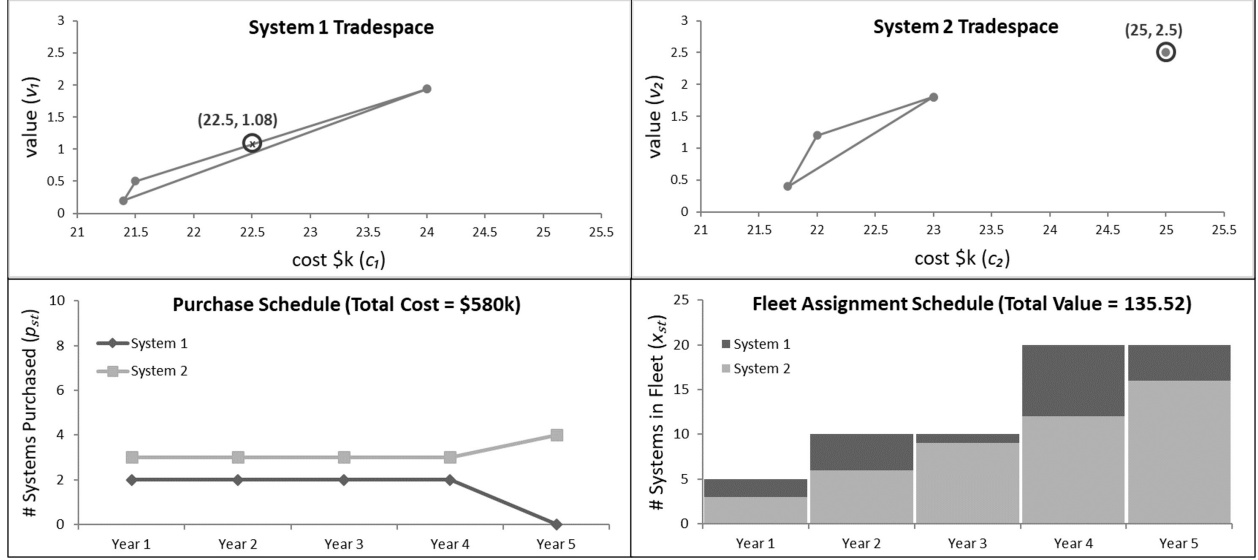 System 1 Tradespace
value (v₁)
3
2.5
2
1.5
1
0.5
0
(22.5, 1.08)
x
21 21.5 22 22.5 23 23.5 24 24.5 25 25.5
cost $k (c₁)
System 2 Tradespace
value (v₂)
3
2.5
2
1.5
1
0.5
0
(25, 2.5)
21 21.5 22 22.5 23 23.5 24 24.5 25 25.5
cost $k (c₂)
Purchase Schedule (Total Cost = $580k)
# Systems Purchased (pst)
10
8
6
4
2
0
System 1
System 2
Year 1 Year 2 Year 3 Year 4 Year 5
Fleet Assignment Schedule (Total Value = 135.52)
# Systems in Fleet (xst)
25
20
15
10
5
0
System 1
System 2
Year 1 Year 2 Year 3 Year 4 Year 5